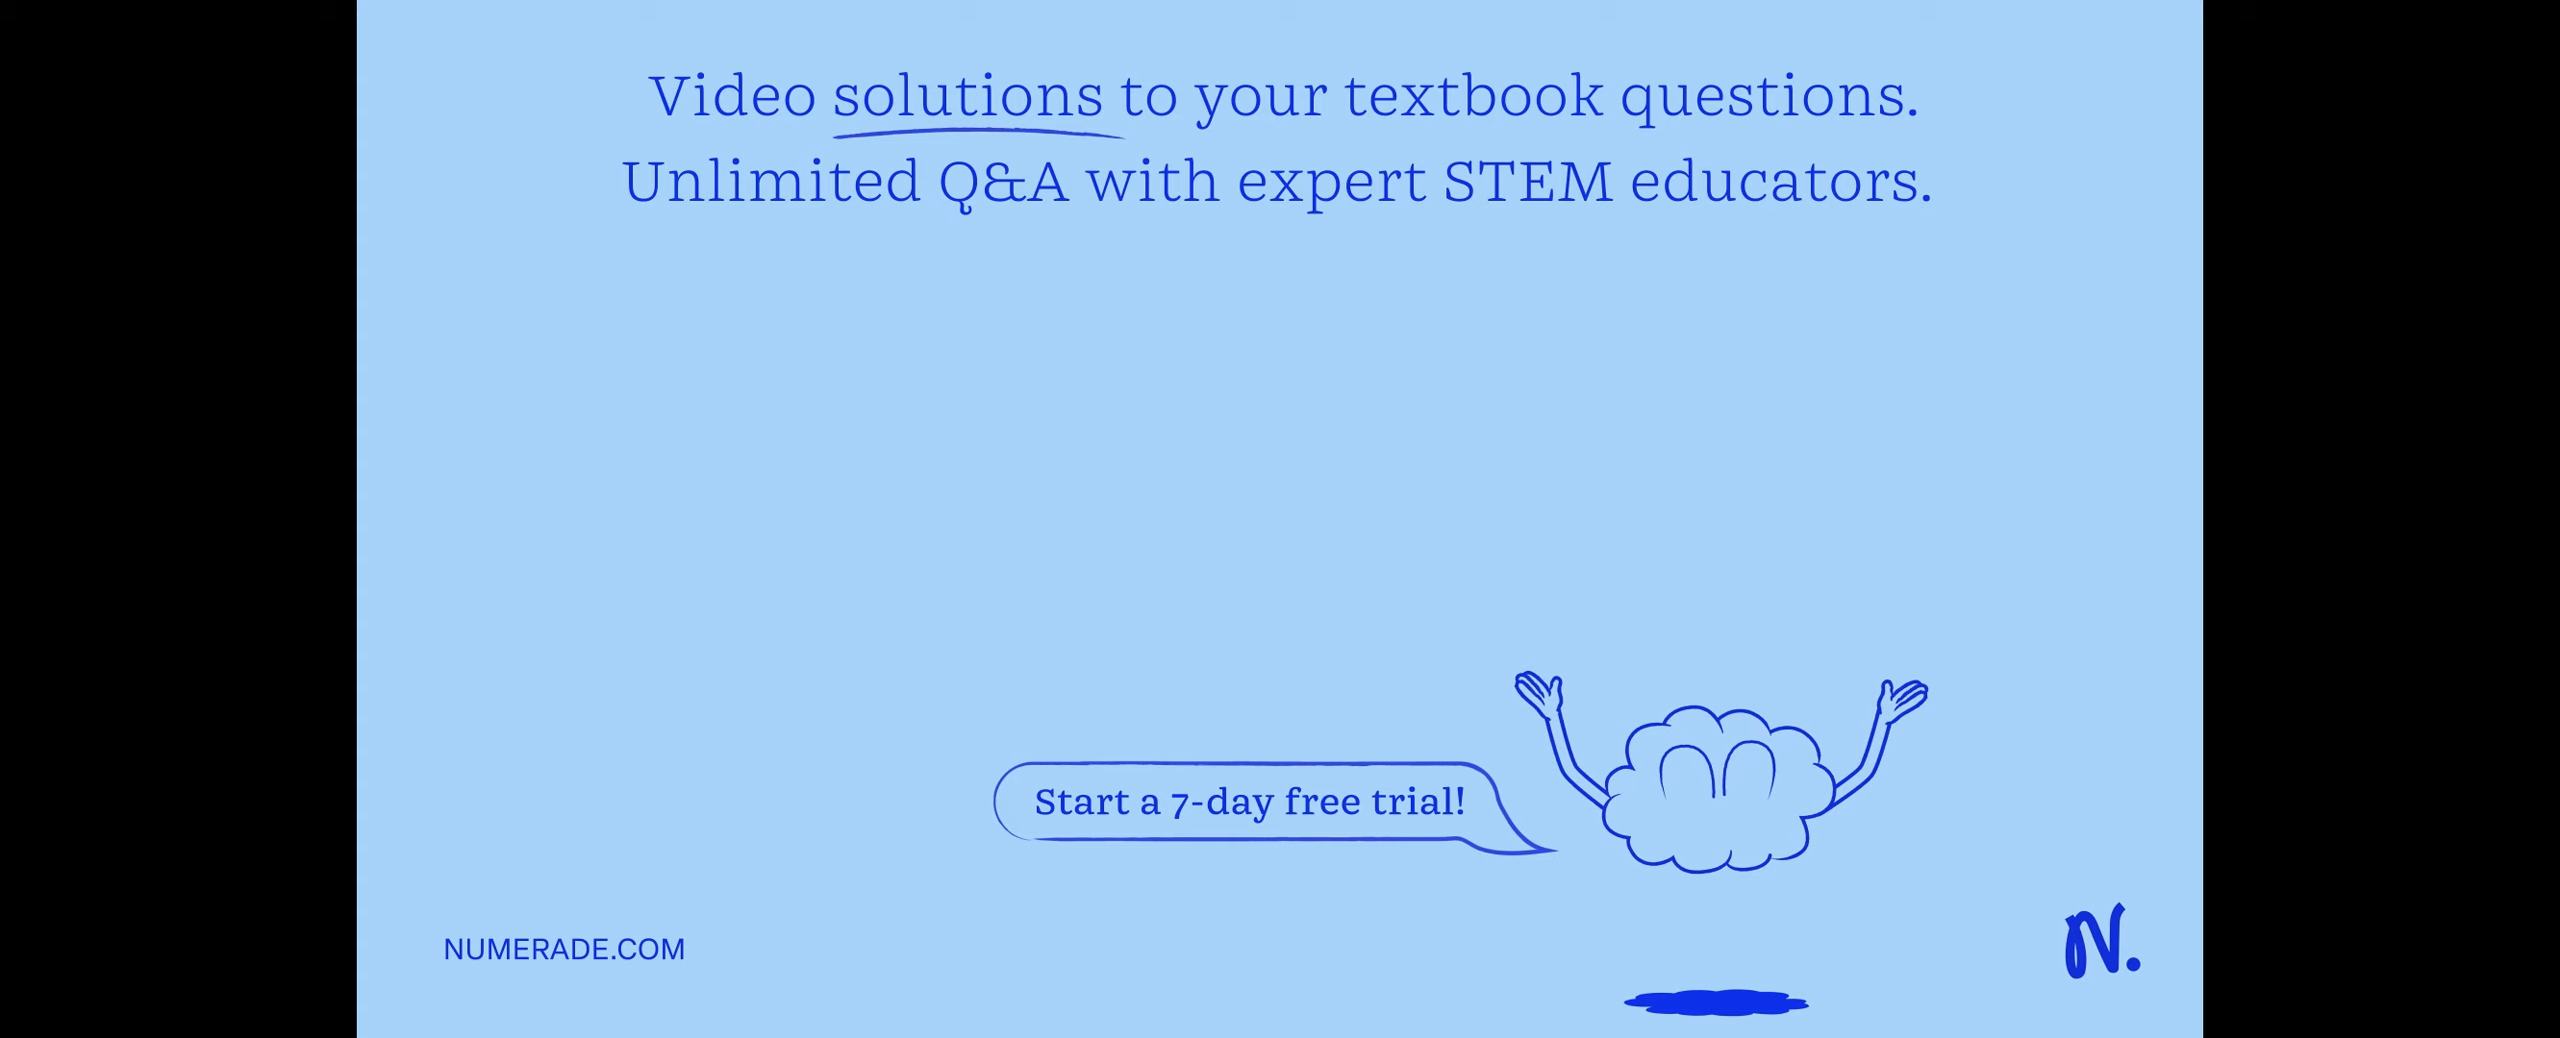 Video solutions to your textbook questions.
Unlimited Q&A with expert STEM educators.
Start a 7-day free trial!
NUMERADE.COM
N.